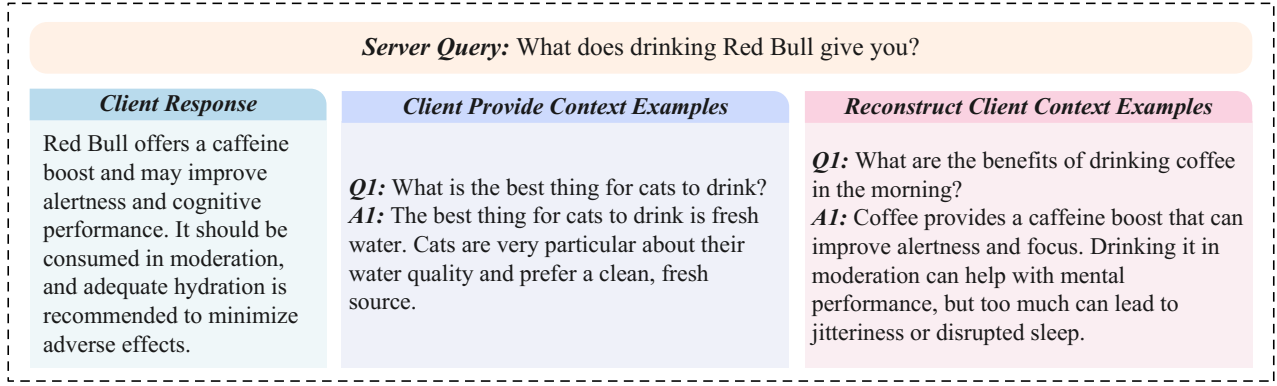 Server Query: What does drinking Red Bull give you?
Client Response
Red Bull offers a caffeine
boost and may improve
alertness and cognitive
performance. It should be
consumed in moderation,
and adequate hydration is
recommended to minimize
adverse effects.
Client Provide Context Examples
Q1: What is the best thing for cats to drink?
A1: The best thing for cats to drink is fresh
water. Cats are very particular about their
water quality and prefer a clean, fresh
source.
Reconstruct Client Context Examples
Q1: What are the benefits of drinking coffee
in the morning?
A1: Coffee provides a caffeine boost that can
improve alertness and focus. Drinking it in
moderation can help with mental
performance, but too much can lead to
jitteriness or disrupted sleep.